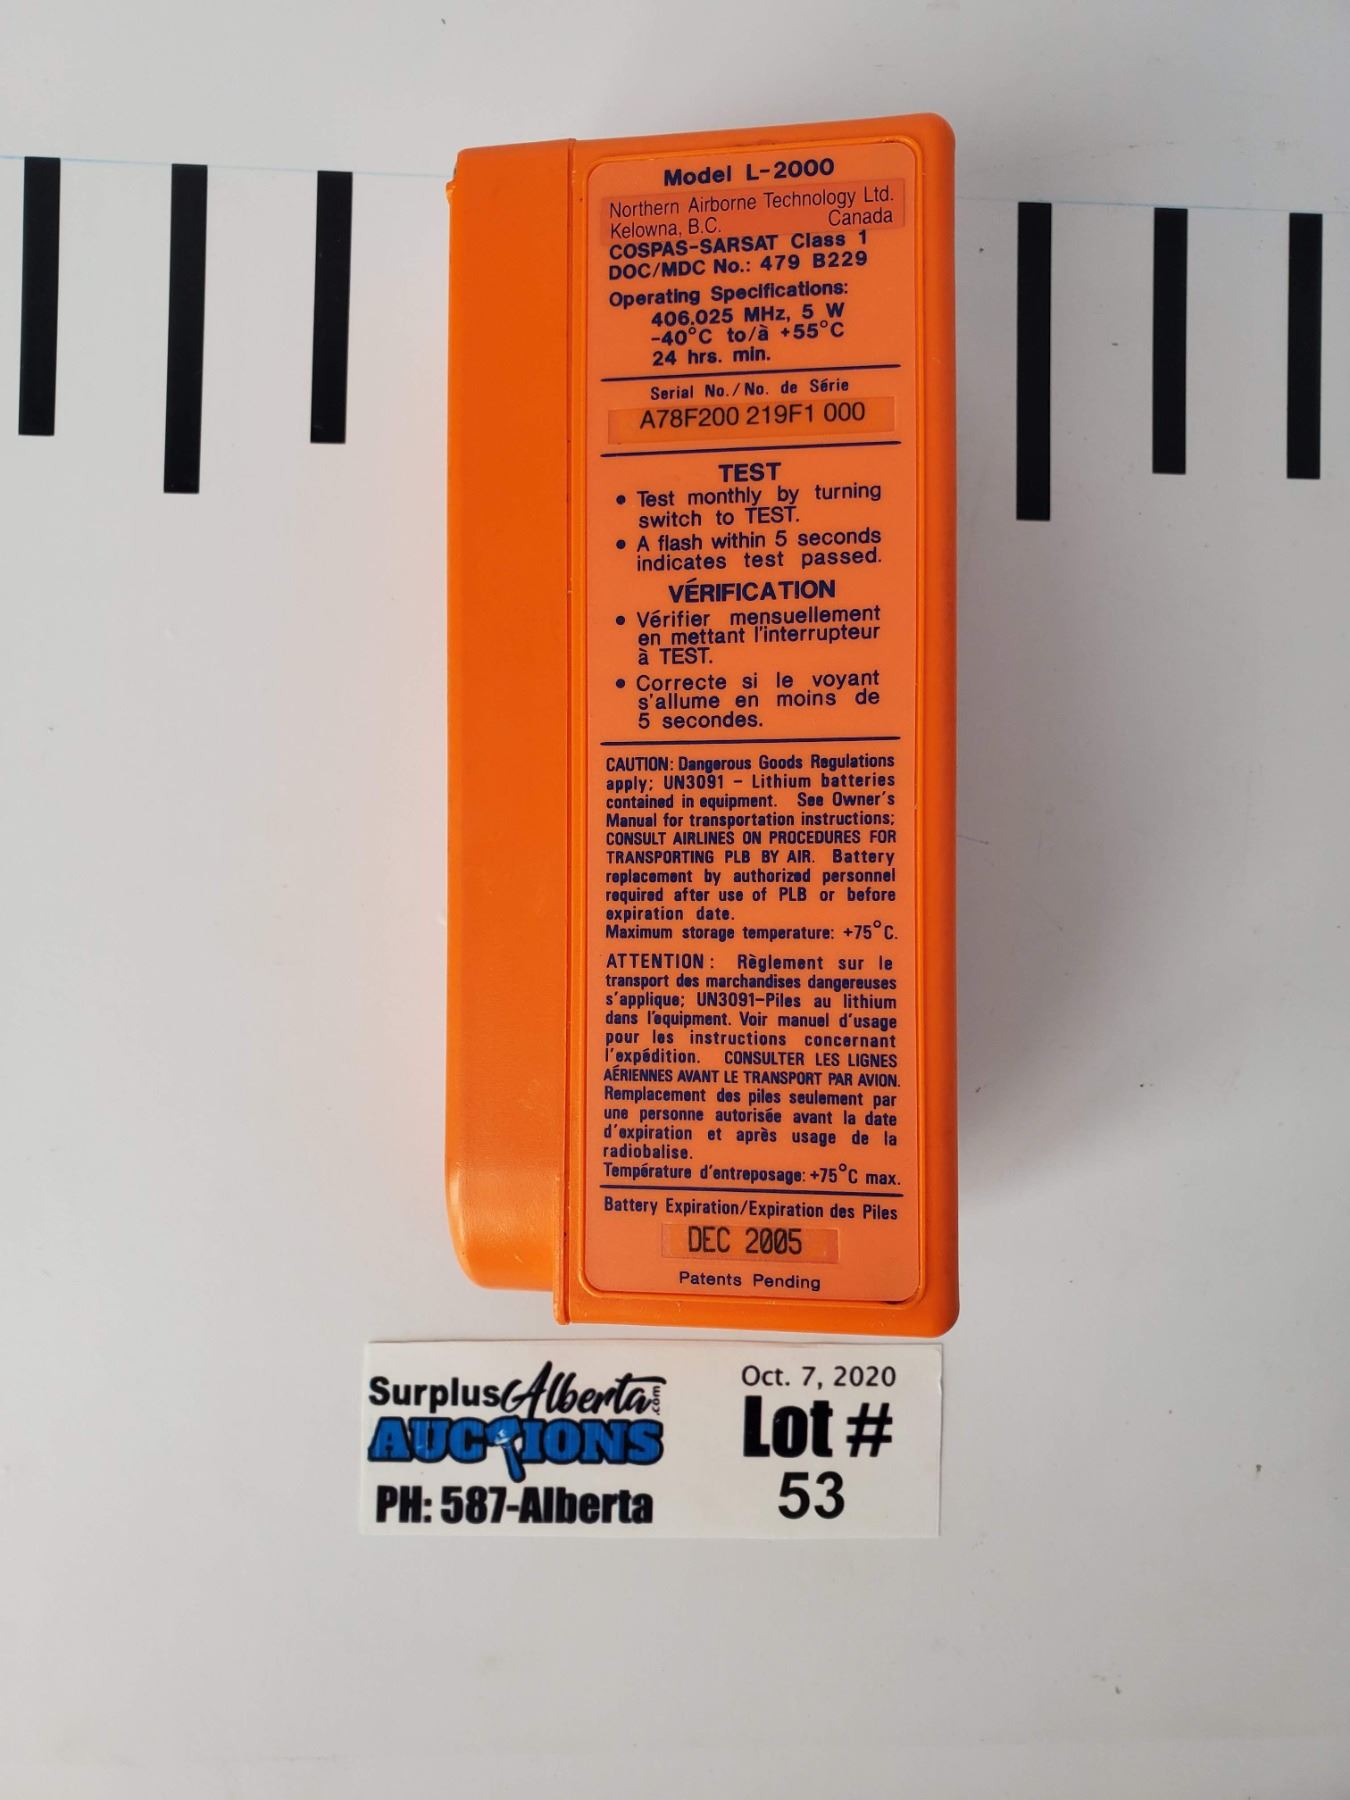 Model L-2000
Northern Airborne Technology Ltd.
Kelowna, B.C. Canada
COSPAS-SARSAT Class 1
DOC/MDC No.: 479 B229
Operating Specifications:
406.025 MHz, 5 W
-40°C to/à +55°C
24 hrs. min.
Serial No./No. de Série
A78F200 219F1 000
TEST
• Test monthly by turning
switch to TEST.
• A flash within 5 seconds
indicates test passed.
VÉRIFICATION
• Vérifier mensuellement
en mettant l'interrupteur
à TEST.
• Correcte si le voyant
s'allume en moins de
5 secondes.
CAUTION: Dangerous Goods Regulations
apply; UN3091 - Lithium batteries
contained in equipment. See Owner's
Manual for transportation instructions;
CONSULT AIRLINES ON PROCEDURES FOR
TRANSPORTING PLB BY AIR. Battery
replacement by authorized personnel
required after use of PLB or before
expiration date.
Maximum storage temperature: +75°C.
ATTENTION: Règlement sur le
transport des marchandises dangereuses
s'applique; UN3091-Piles au lithium
dans l'equipment. Voir manuel d'usage
pour les instructions concernant
l'expédition. CONSULTER LES LIGNES
AÉRIENNES AVANT LE TRANSPORT PAR AVION.
Remplacement des piles seulement par
une personne autorisée avant la date
d'expiration et après usage de la
radiobalise.
Température d'entreposage: +75°C max.
Battery Expiration/Expiration des Piles
DEC 2005
Patents Pending
SurplusAlberta.com
AUCTIONS
PH: 587-Alberta
Oct. 7, 2020
Lot #
53